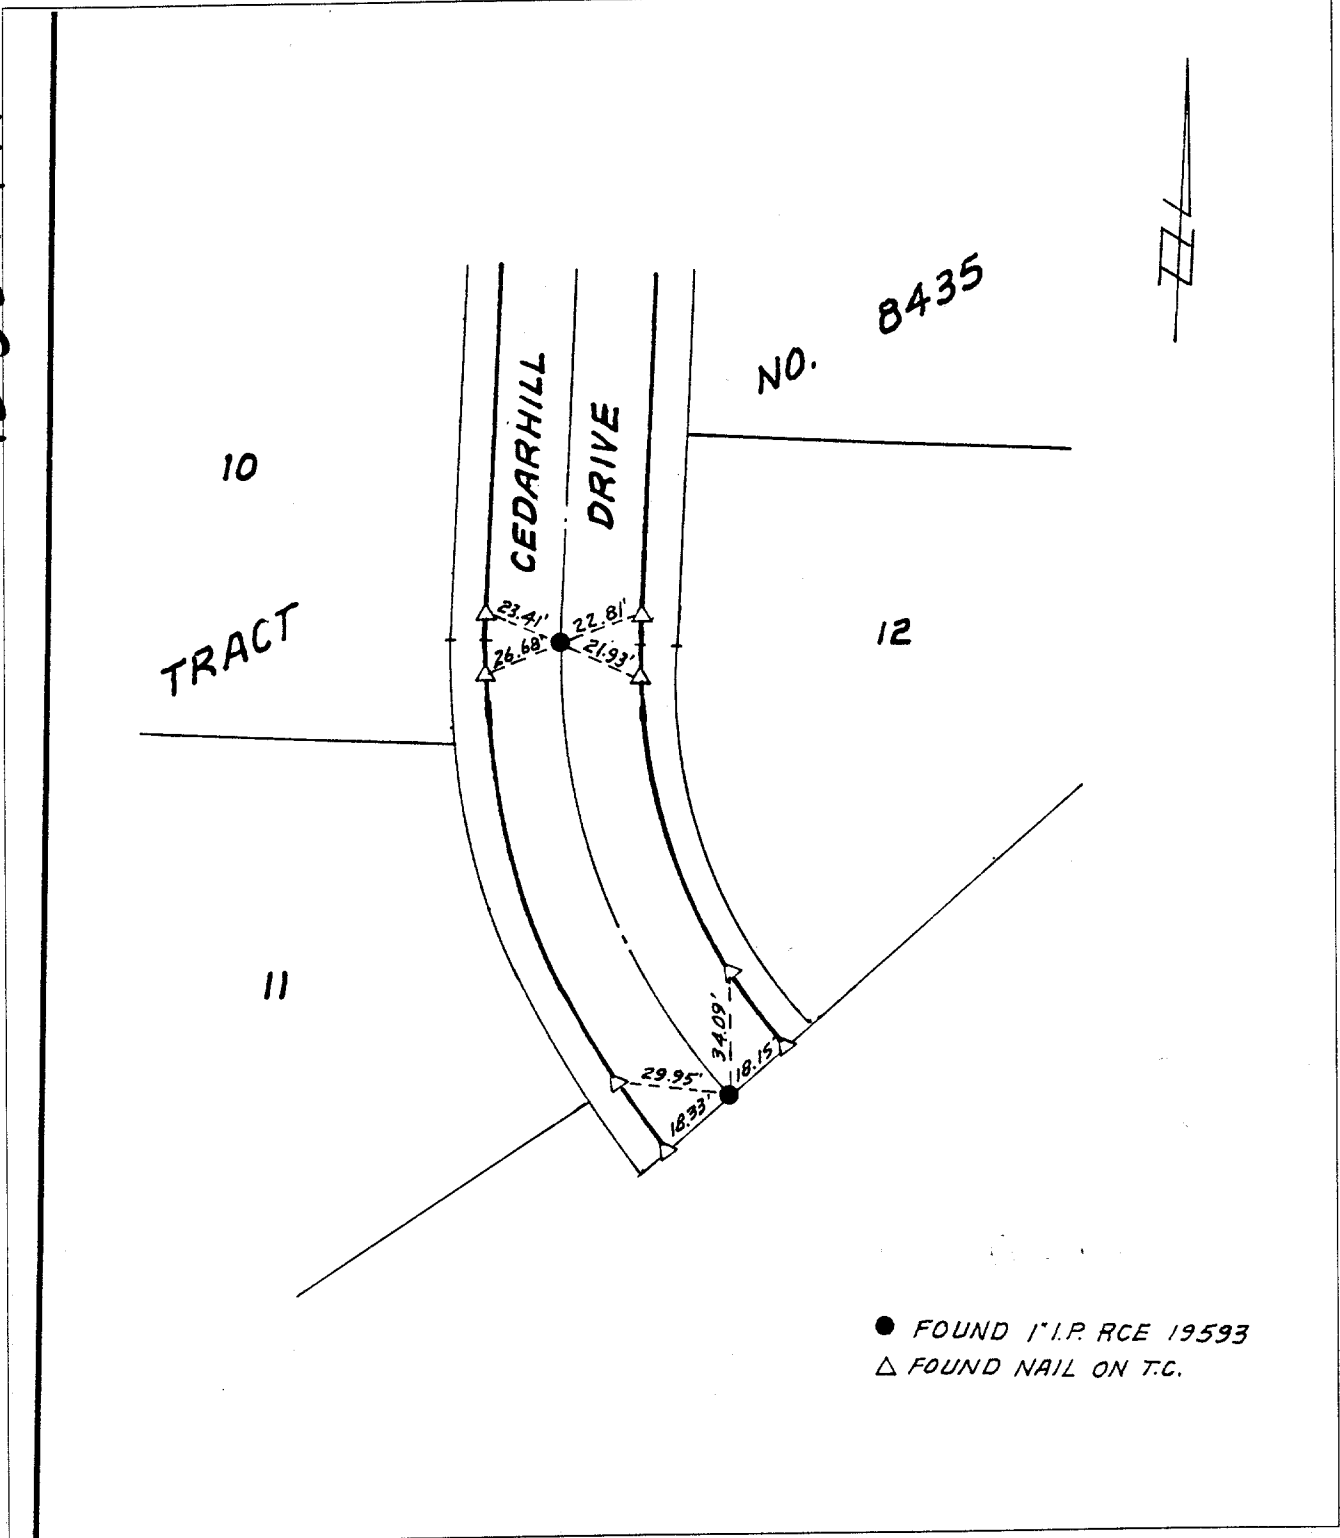 N
NO. 8435
CEDARHILL
DRIVE
10
TRACT
12
11
23.41'
22.81'
26.68'
21.93'
34.09'
18.15'
29.95'
18.33'
● FOUND 1" I.P. RCE 19593
△ FOUND NAIL ON T.C.